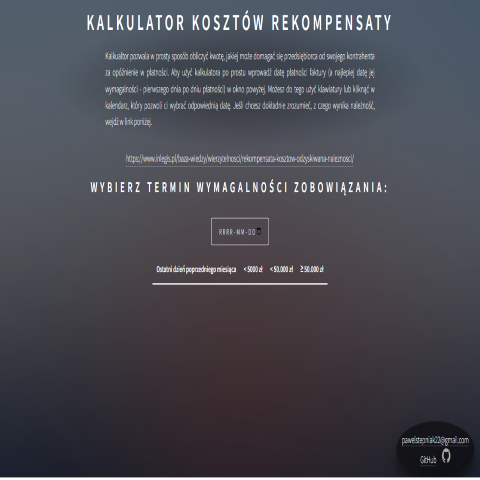 KALKULATOR KOSZTÓW REKOMPENSATY
Kalkualtor pozwala w prosty sposób obliczyć kwotę, jakiej może domagać się przedsiębiorca od swojego kontrahenta
za opóźnienie w płatności. Aby użyć kalkulatora po prostu wprowadź datę płatności faktury (a najlepiej datę jej
wymagalności - pierwszego dnia po dniu płatności) w okno powyżej. Możesz do tego użyć klawiatury lub kliknąć w
kalendarz, który pozwoli ci wybrać odpowiednią datę. Jeśli chcesz dokładnie zrozumieć, z czego wynika należność,
wejdź w link poniżej.
https://www.inlegis.pl/baza-wiedzy/wierzytelnosci/rekompensata-kosztow-odzyskiwana-naleznosci/
WYBIERZ TERMIN WYMAGALNOŚCI ZOBOWIĄZANIA:
RRRR-MM-DD
Ostatni dzień poprzedniego miesiąca < 5000 zł < 50.000 zł ≥ 50.000 zł
pawelstepniak22@gmail.com
GitHub